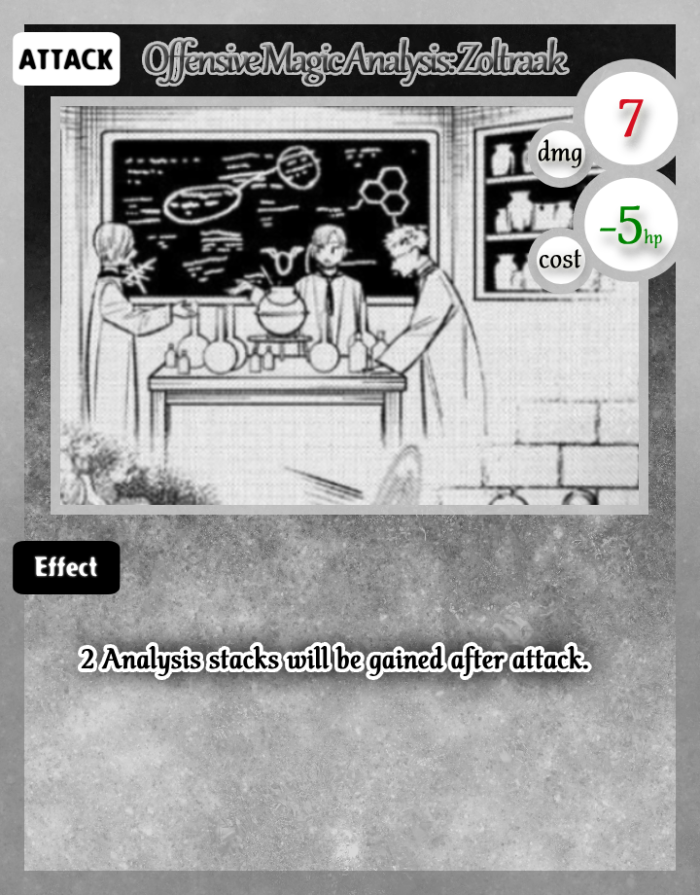 ATTACK
Offensive Magic Analysis: Zoltraak
7
dmg
-5hp
cost
Effect
2 Analysis stacks will be gained after attack.